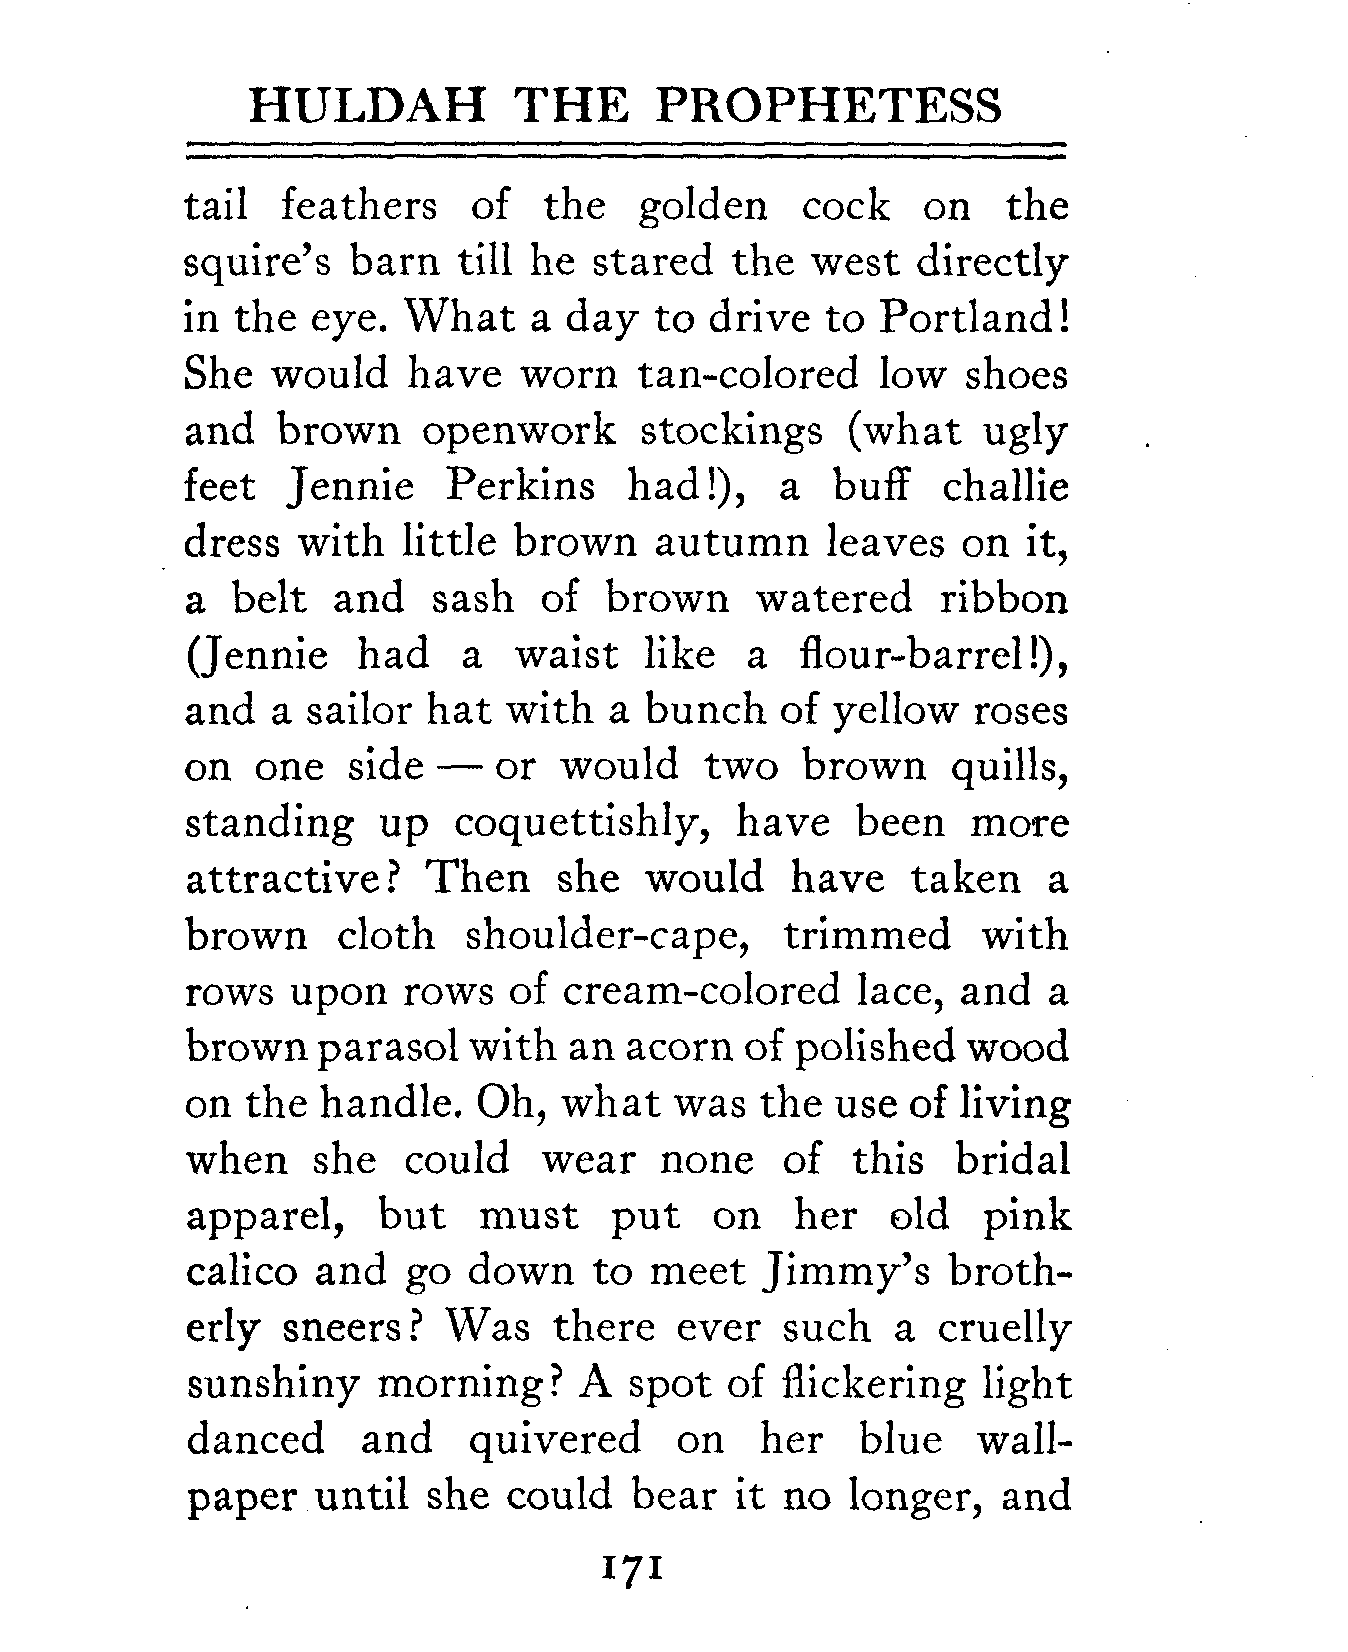 HULDAH THE PROPHETESS
tail feathers of the golden cock on the
squire's barn till he stared the west directly
in the eye. What a day to drive to Portland!
She would have worn tan-colored low shoes
and brown openwork stockings (what ugly
feet Jennie Perkins had!), a buff challie
dress with little brown autumn leaves on it,
a belt and sash of brown watered ribbon
(Jennie had a waist like a flour-barrel!),
and a sailor hat with a bunch of yellow roses
on one side — or would two brown quills,
standing up coquettishly, have been more
attractive? Then she would have taken a
brown cloth shoulder-cape, trimmed with
rows upon rows of cream-colored lace, and a
brown parasol with an acorn of polished wood
on the handle. Oh, what was the use of living
when she could wear none of this bridal
apparel, but must put on her old pink
calico and go down to meet Jimmy's broth-
erly sneers? Was there ever such a cruelly
sunshiny morning? A spot of flickering light
danced and quivered on her blue wall-
paper until she could bear it no longer, and
171